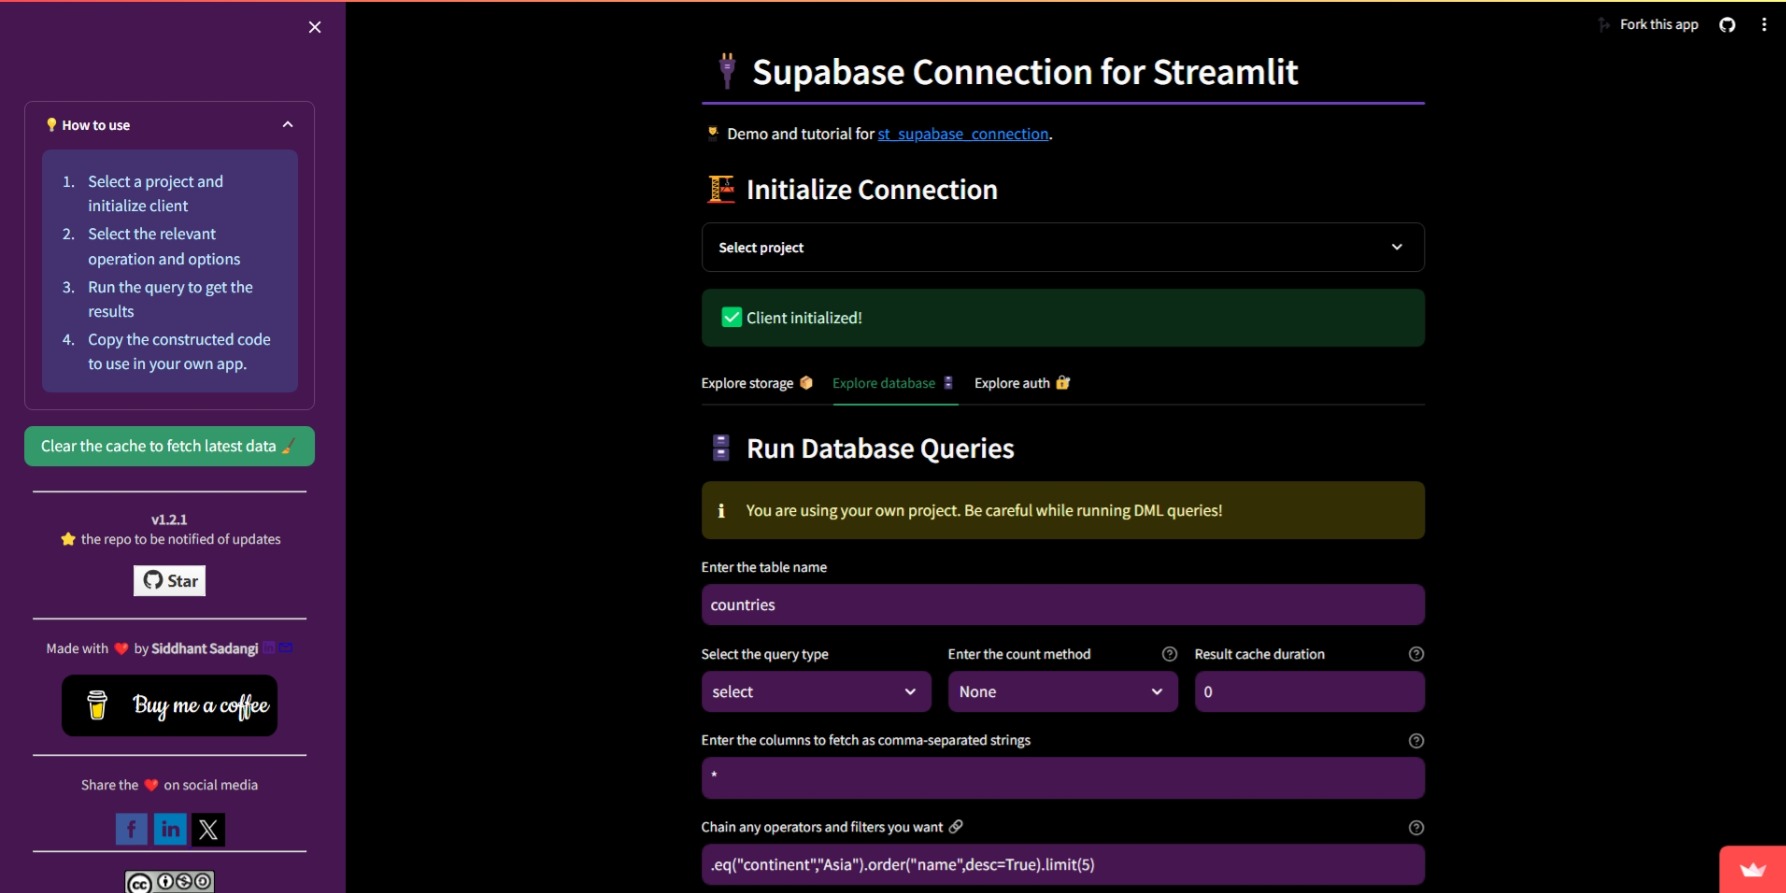 How to use
1. Select a project and
initialize client
2. Select the relevant
operation and options
3. Run the query to get the
results
4. Copy the constructed code
to use in your own app.
Clear the cache to fetch latest data
v1.2.1
the repo to be notified of updates
Star
Made with ❤️ by Siddhant Sadangi
Buy me a coffee
Share the ❤️ on social media
f in X
cc
Fork this app
Supabase Connection for Streamlit
Demo and tutorial for st_supabase_connection.
Initialize Connection
Select project
Client initialized!
Explore storage Explore database Explore auth
Run Database Queries
You are using your own project. Be careful while running DML queries!
Enter the table name
countries
Select the query type Enter the count method Result cache duration
select None 0
Enter the columns to fetch as comma-separated strings
*
Chain any operators and filters you want
.eq("continent","Asia").order("name",desc=True).limit(5)